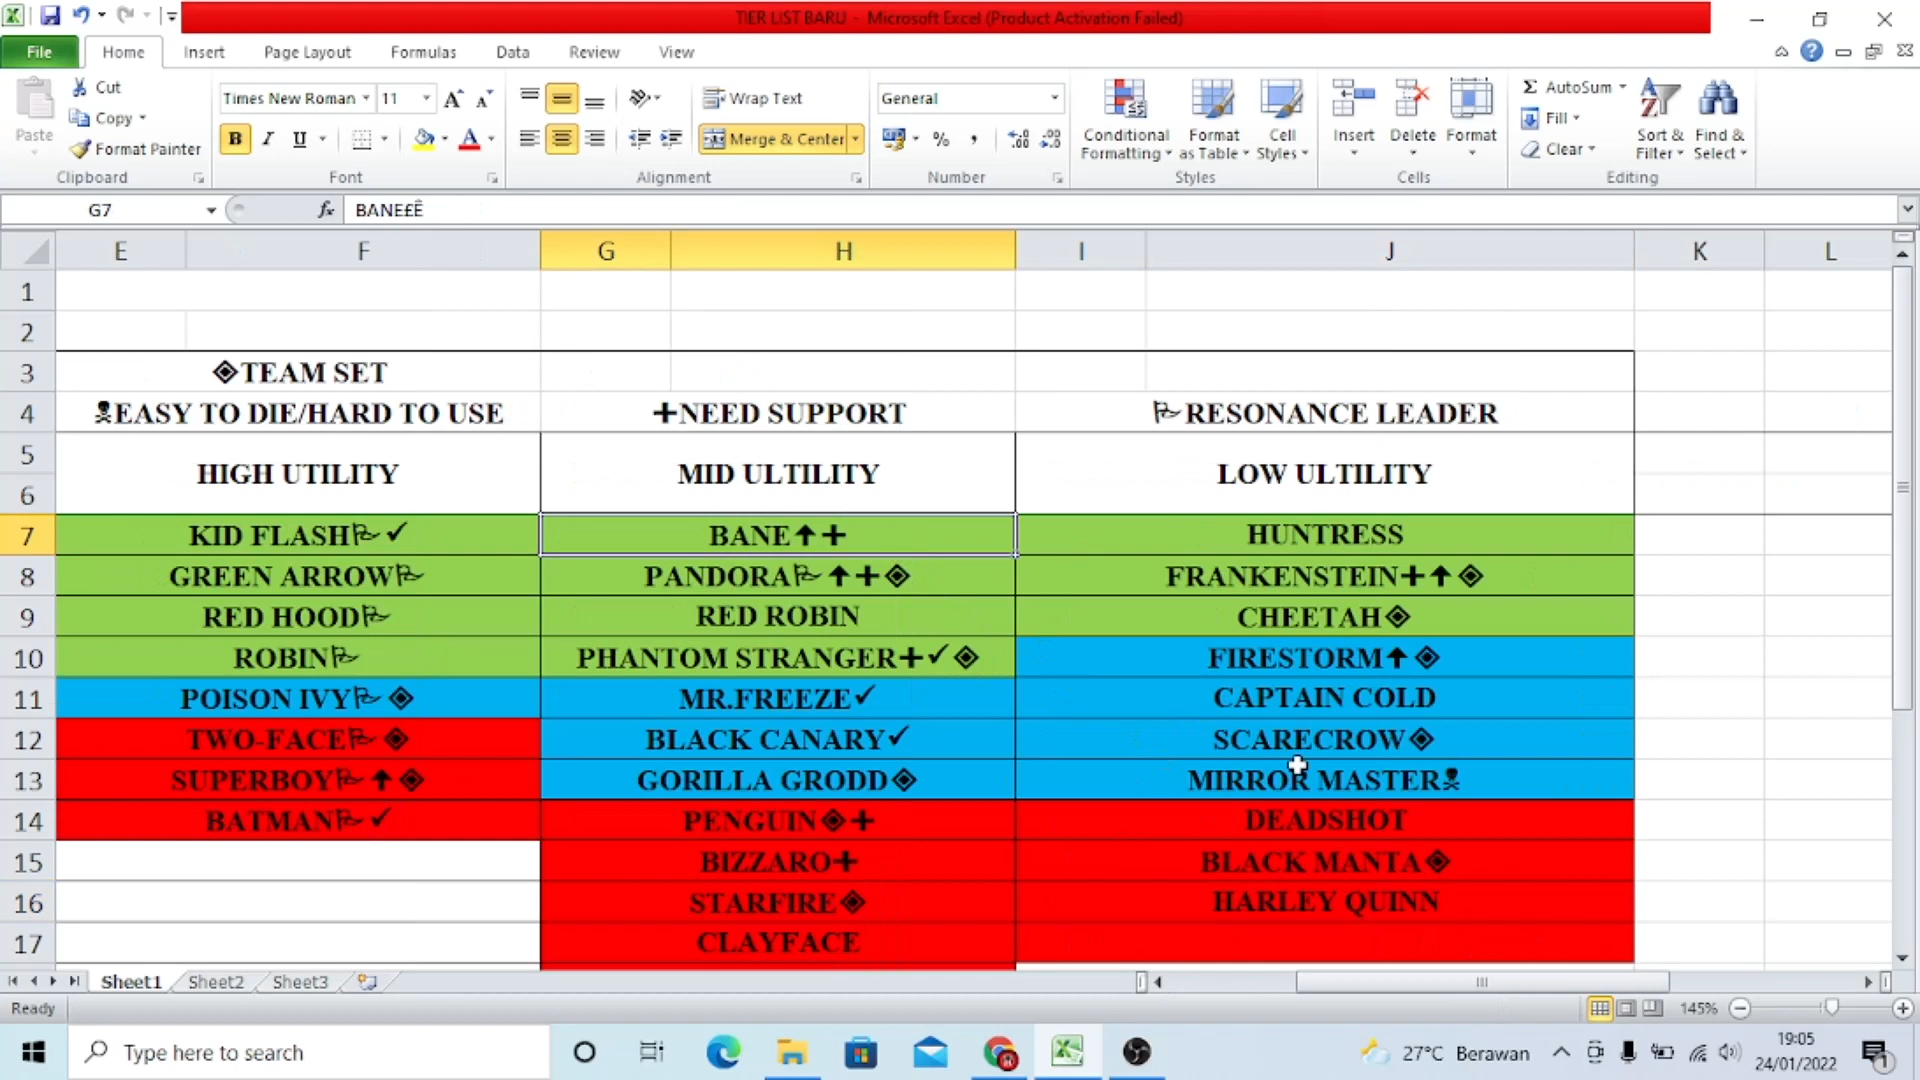 TIER LIST BARU - Microsoft Excel (Product Activation Failed)
File Home Insert Page Layout Formulas Data Review View
Paste
Cut
Copy
Format Painter
Clipboard
Times New Roman 11
B I U
Font
Wrap Text
Merge & Center
Alignment
General
%
Number
Conditional Formatting
Format as Table
Cell Styles
Styles
Insert Delete Format
Cells
AutoSum
Fill
Clear
Sort & Filter
Find & Select
Editing
G7 fx BANE££Ê
E F G H I J K L
1
2
3 ◈TEAM SET
4 ☠EASY TO DIE/HARD TO USE ✚NEED SUPPORT 🏳RESONANCE LEADER
5
HIGH UTILITY MID ULTILITY LOW ULTILITY
6
7 KID FLASH🏳✓ BANE↑✚ HUNTRESS
8 GREEN ARROW🏳 PANDORA🏳↑✚◈ FRANKENSTEIN✚↑◈
9 RED HOOD🏳 RED ROBIN CHEETAH◈
10 ROBIN🏳 PHANTOM STRANGER✚✓◈ FIRESTORM↑◈
11 POISON IVY🏳◈ MR.FREEZE✓ CAPTAIN COLD
12 TWO-FACE🏳◈ BLACK CANARY✓ SCARECROW◈
13 SUPERBOY🏳↑◈ GORILLA GRODD◈ MIRROR MASTER☠
14 BATMAN🏳✓ PENGUIN◈✚ DEADSHOT
15 BIZZARO✚ BLACK MANTA◈
16 STARFIRE◈ HARLEY QUINN
17 CLAYFACE
Sheet1 Sheet2 Sheet3
Ready 145%
Type here to search
27°C Berawan
19:05
24/01/2022
1